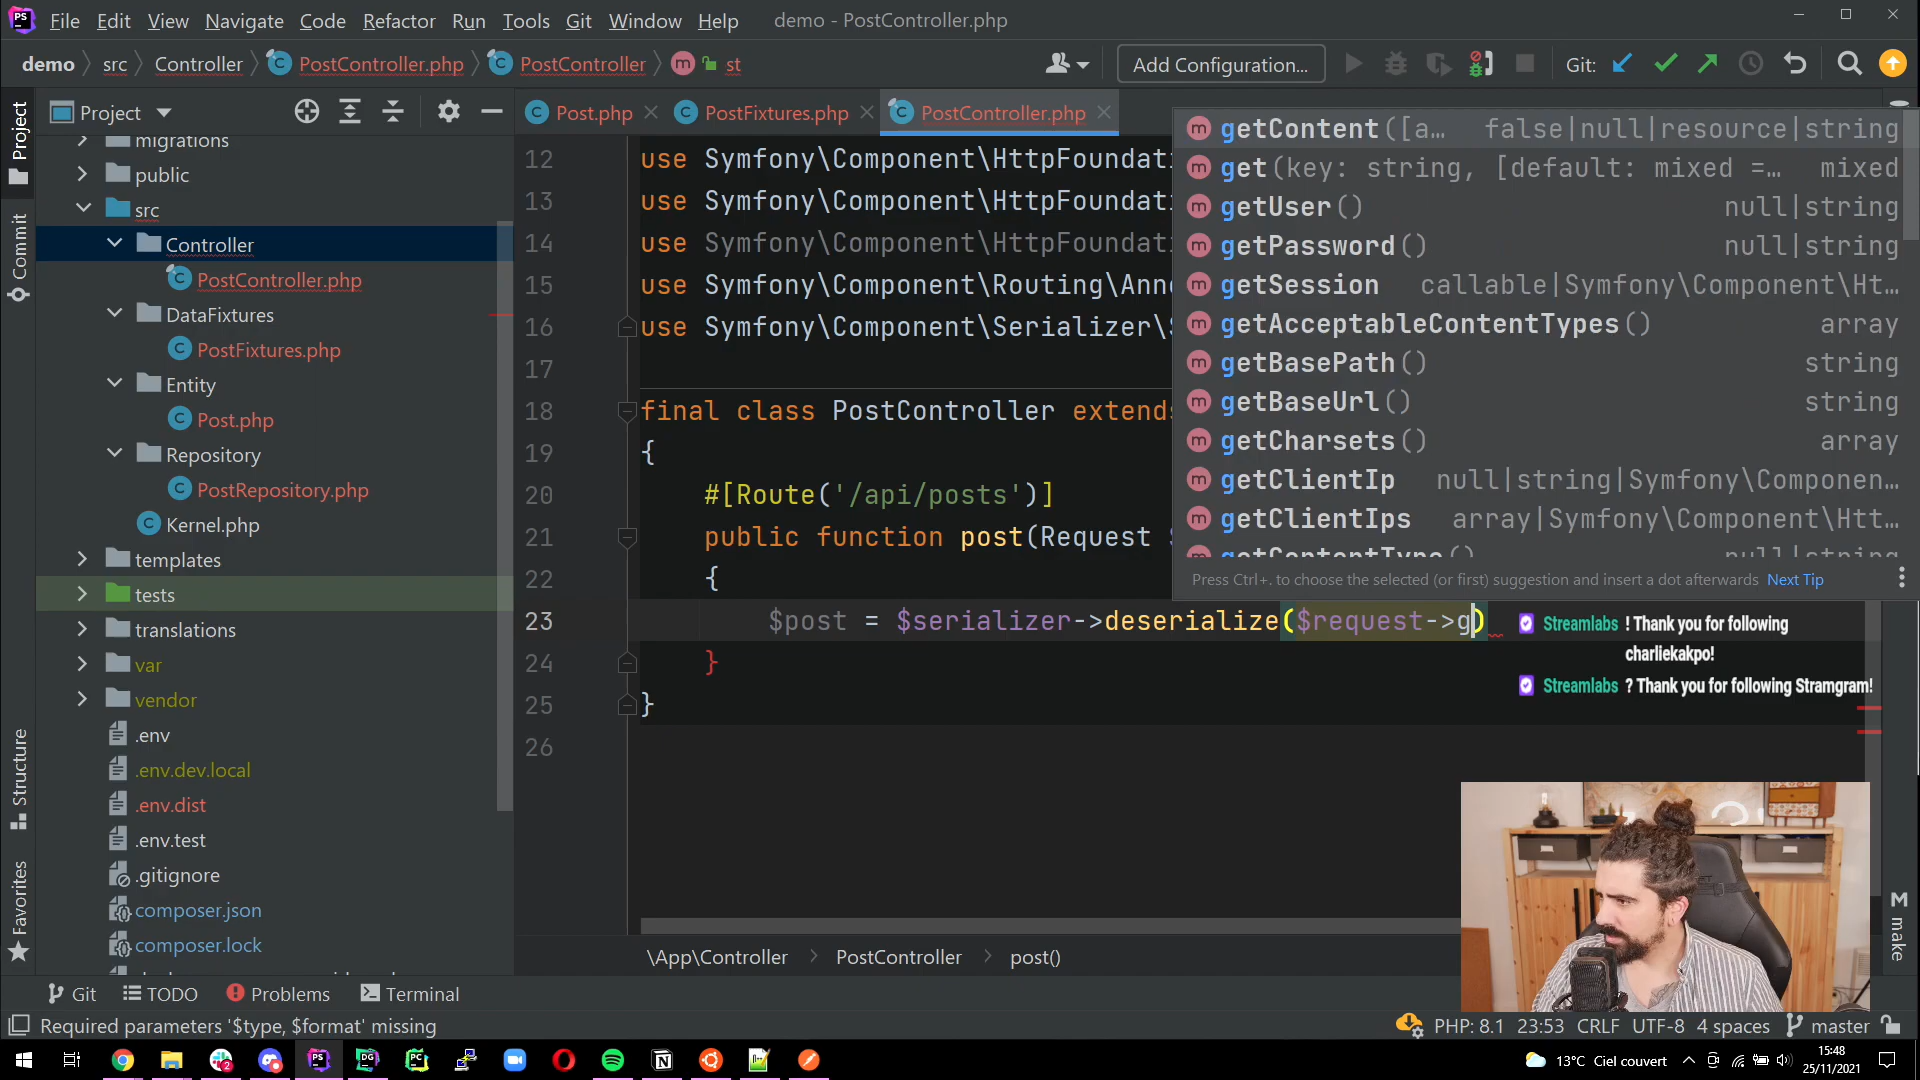 File Edit View Navigate Code Refactor Run Tools Git Window Help demo - PostController.php
demo src Controller PostController.php PostController m st Add Configuration... Git:
Project Post.php PostFixtures.php PostController.php
Project
Commit
Structure
Favorites
migrations
public
src
Controller
PostController.php
DataFixtures
PostFixtures.php
Entity
Post.php
Repository
PostRepository.php
Kernel.php
templates
tests
translations
var
vendor
.env
.env.dev.local
.env.dist
.env.test
.gitignore
composer.json
composer.lock
12 use Symfony\Component\HttpFoundati
13 use Symfony\Component\HttpFoundati
14 use Symfony\Component\HttpFoundati
15 use Symfony\Component\Routing\Anno
16 use Symfony\Component\Serializer\S
17
18 final class PostController extends
19 {
20 #[Route('/api/posts')]
21 public function post(Request $
22 {
23 $post = $serializer->deserialize($request->g)
24 }
25 }
26
getContent([a... false|null|resource|string
get(key: string, [default: mixed =... mixed
getUser() null|string
getPassword() null|string
getSession callable|Symfony\Component\Ht...
getAcceptableContentTypes() array
getBasePath() string
getBaseUrl() string
getCharsets() array
getClientIp null|string|Symfony\Componen...
getClientIps array|Symfony\Component\Htt...
getContentType() null|string
Press Ctrl+. to choose the selected (or first) suggestion and insert a dot afterwards Next Tip
Streamlabs ! Thank you for following
charliekakpo!
Streamlabs ? Thank you for following Stramgram!
make
\App\Controller PostController post()
Git TODO Problems Terminal
Required parameters '$type, $format' missing PHP: 8.1 23:53 CRLF UTF-8 4 spaces master
13°C Ciel couvert 15:48
25/11/2021